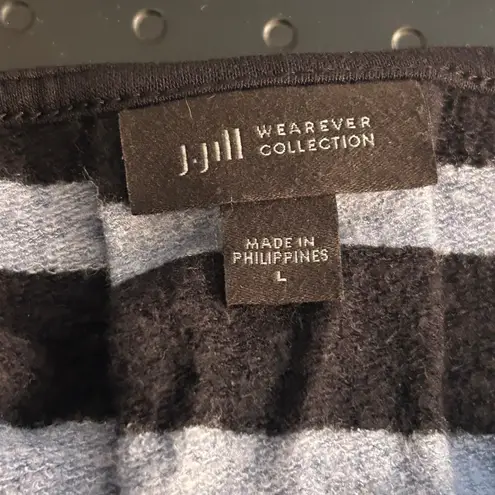 J.Jill WEAREVER
COLLECTION
MADE IN
PHILIPPINES
L